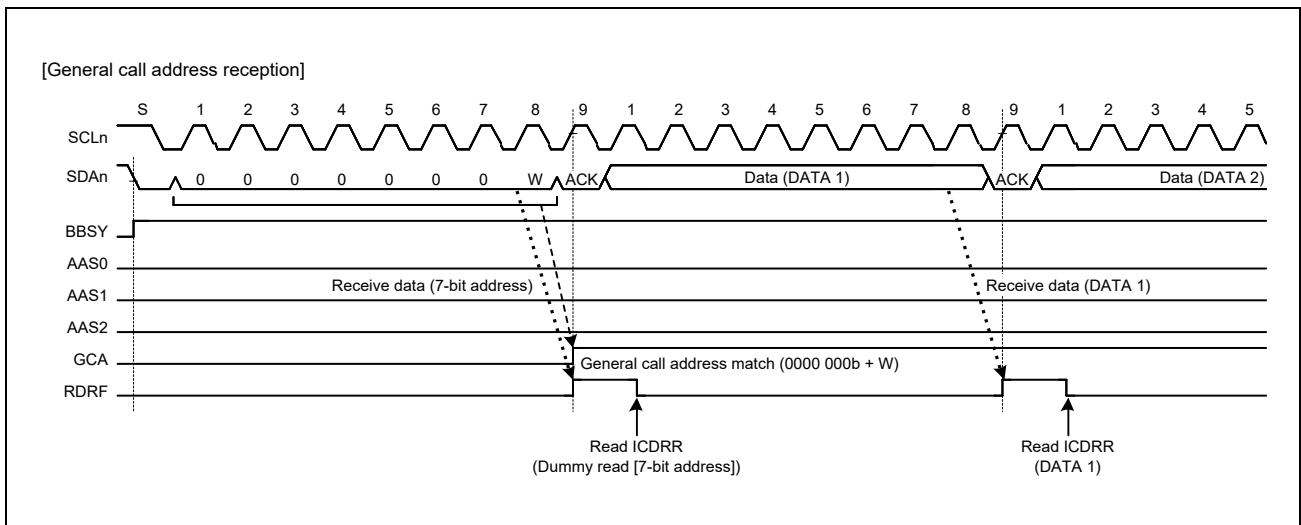 [General call address reception]
S 1 2 3 4 5 6 7 8 9 1 2 3 4 5 6 7 8 9 1 2 3 4 5
SCLn
SDAn 0 0 0 0 0 0 0 W ACK Data (DATA 1) ACK Data (DATA 2)
BBSY
AAS0
Receive data (7-bit address) Receive data (DATA 1)
AAS1
AAS2
GCA
General call address match (0000 000b + W)
RDRF
Read ICDRR Read ICDRR
(Dummy read [7-bit address]) (DATA 1)